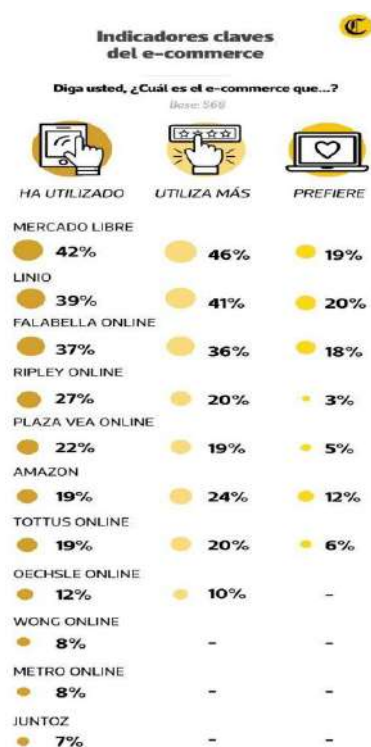 C
Indicadores claves
del e-commerce
Diga usted, ¿Cuál es el e-commerce que...?
Base: 568
HA UTILIZADO UTILIZA MÁS PREFIERE
MERCADO LIBRE
42% 46% 19%
LINIO
39% 41% 20%
FALABELLA ONLINE
37% 36% 18%
RIPLEY ONLINE
27% 20% 3%
PLAZA VEA ONLINE
22% 19% 5%
AMAZON
19% 24% 12%
TOTTUS ONLINE
19% 20% 6%
OECHSLE ONLINE
12% 10% -
WONG ONLINE
8% - -
METRO ONLINE
8% - -
JUNTOZ
7% - -